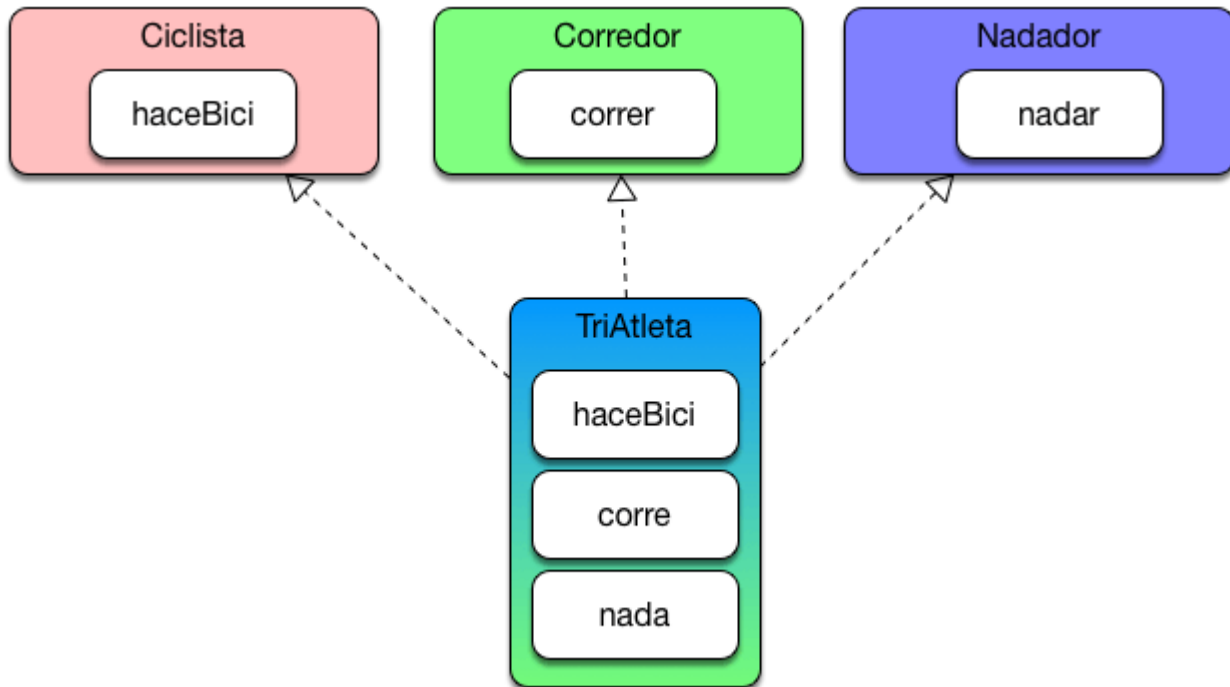 Ciclista
haceBici
Corredor
correr
Nadador
nadar
TriAtleta
haceBici
corre
nada